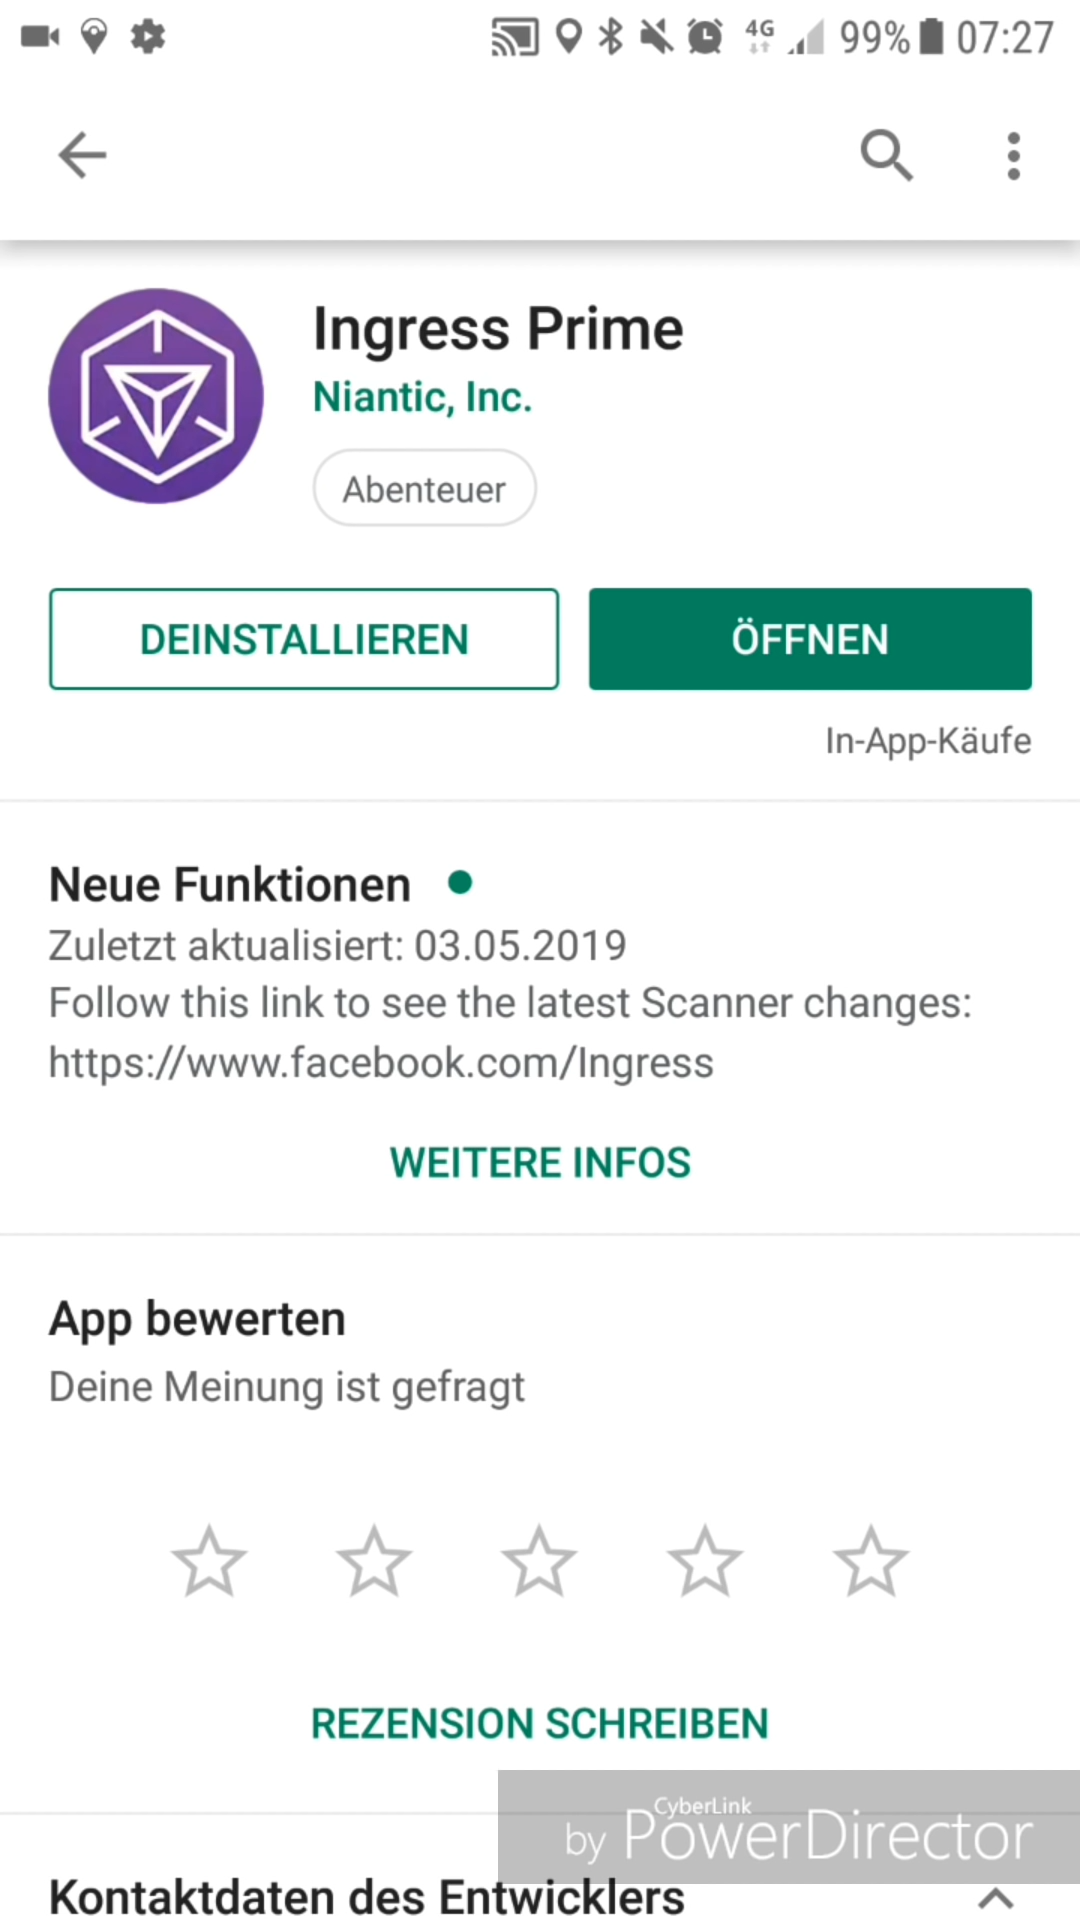 4G 99% 07:27
Ingress Prime
Niantic, Inc.
Abenteuer
DEINSTALLIEREN
ÖFFNEN
In-App-Käufe
Neue Funktionen
Zuletzt aktualisiert: 03.05.2019
Follow this link to see the latest Scanner changes:
https://www.facebook.com/Ingress
WEITERE INFOS
App bewerten
Deine Meinung ist gefragt
REZENSION SCHREIBEN
CyberLink
by PowerDirector
Kontaktdaten des Entwicklers